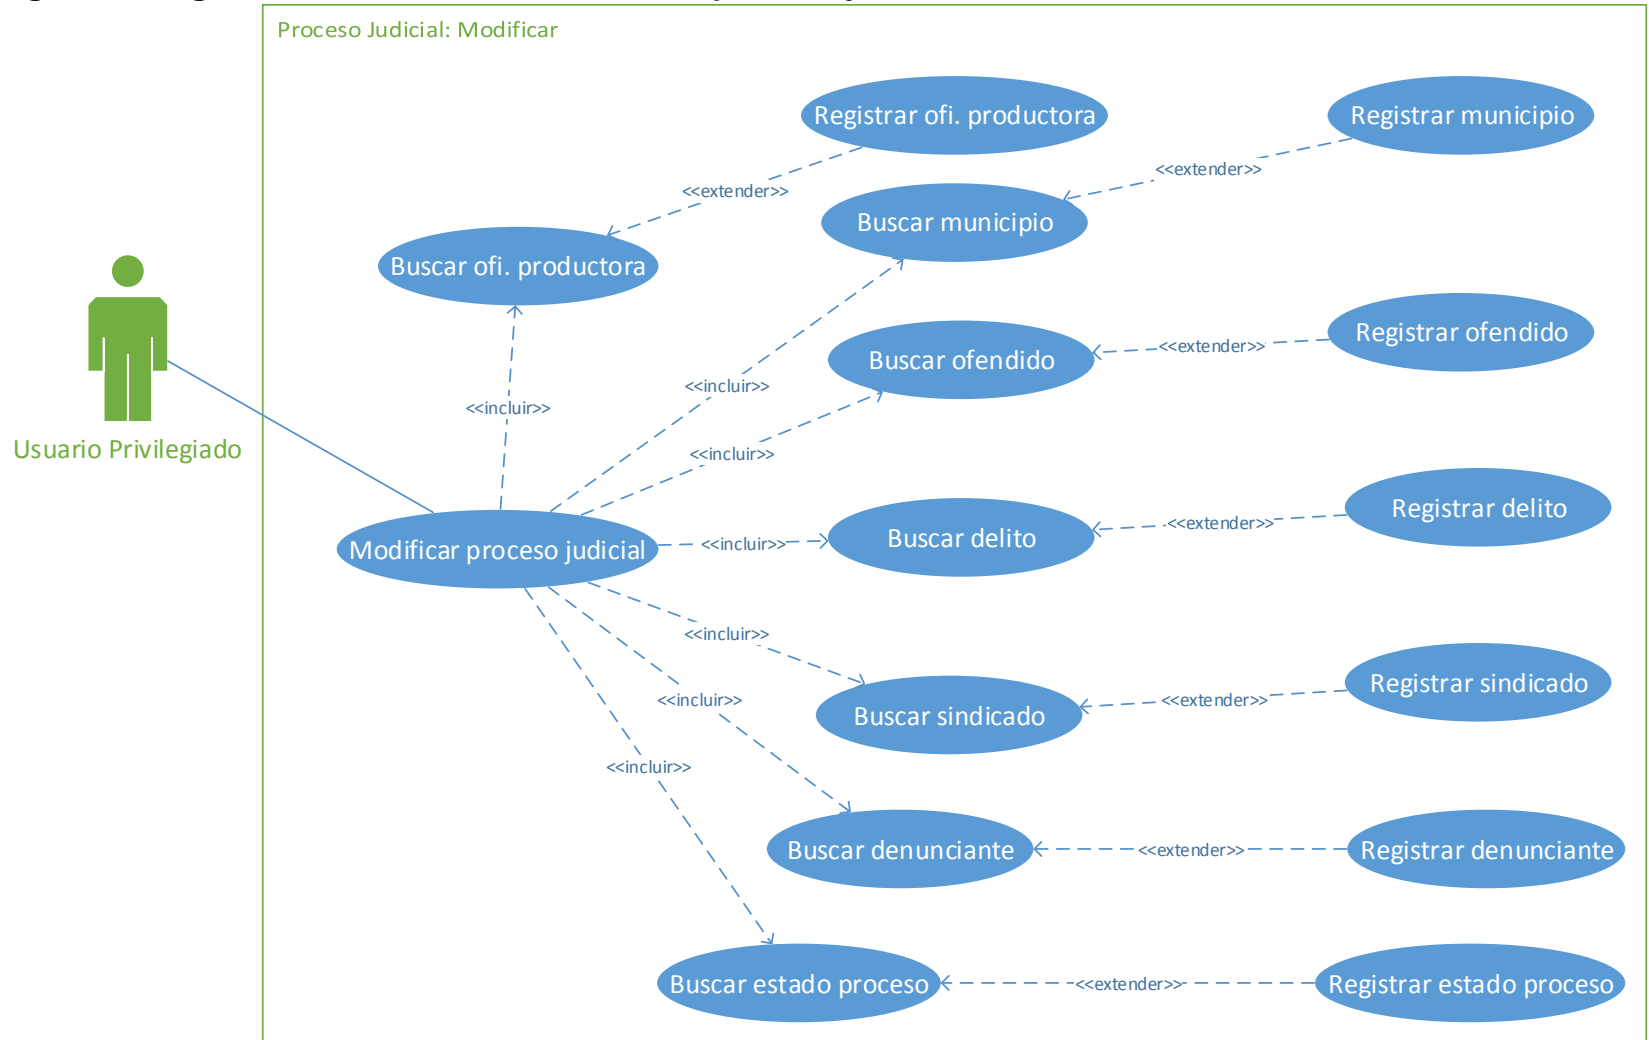 Proceso Judicial: Modificar
Registrar ofi. productora
Registrar municipio
<<extender>>
<<extender>>
Buscar municipio
Buscar ofi. productora
Registrar ofendido
<<extender>>
Buscar ofendido
<<incluir>>
<<incluir>>
Usuario Privilegiado
<<incluir>>
Registrar delito
<<extender>>
Buscar delito
<<incluir>>
Modificar proceso judicial
<<incluir>>
Registrar sindicado
<<incluir>>
<<extender>>
Buscar sindicado
<<incluir>>
Buscar denunciante
<<extender>>
Registrar denunciante
Buscar estado proceso
<<extender>>
Registrar estado proceso